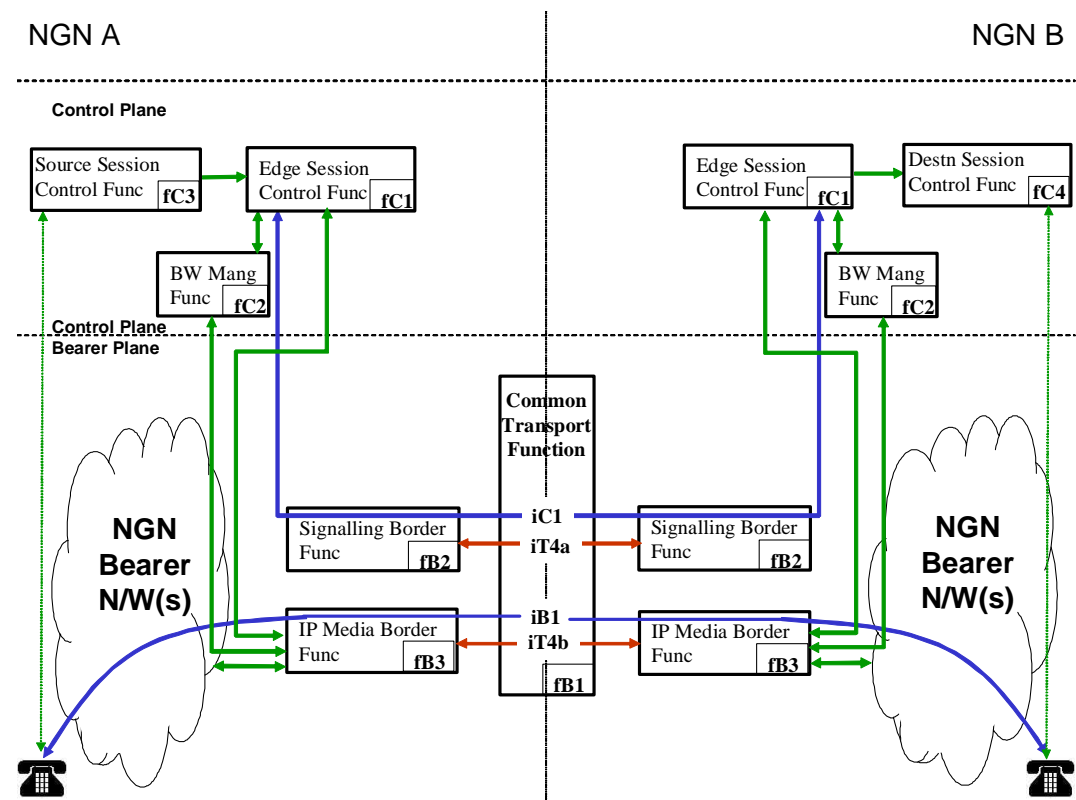 NGN A
NGN B
Control Plane
Source Session
Control Func
fC3
Edge Session
Control Func
fC1
Edge Session
Control Func
fC1
Destn Session
Control Func
fC4
BW Mang
Func
fC2
BW Mang
Func
fC2
Control Plane
Bearer Plane
Common
Transport
Function
NGN
Bearer
N/W(s)
NGN
Bearer
N/W(s)
Signalling Border
Func
fB2
iC1
iT4a
Signalling Border
Func
fB2
IP Media Border
Func
fB3
iB1
iT4b
IP Media Border
Func
fB3
fB1